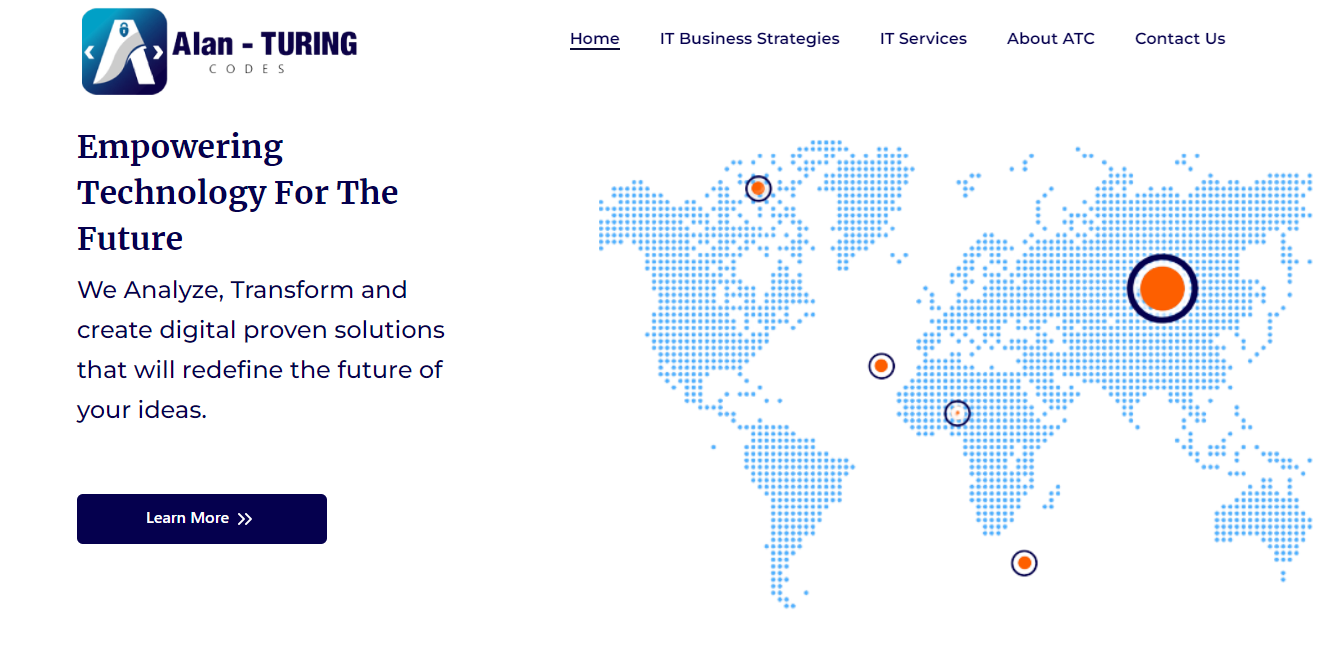 Alan - TURING
CODES
Home IT Business Strategies IT Services About ATC Contact Us
Empowering
Technology For The
Future
We Analyze, Transform and
create digital proven solutions
that will redefine the future of
your ideas.
Learn More